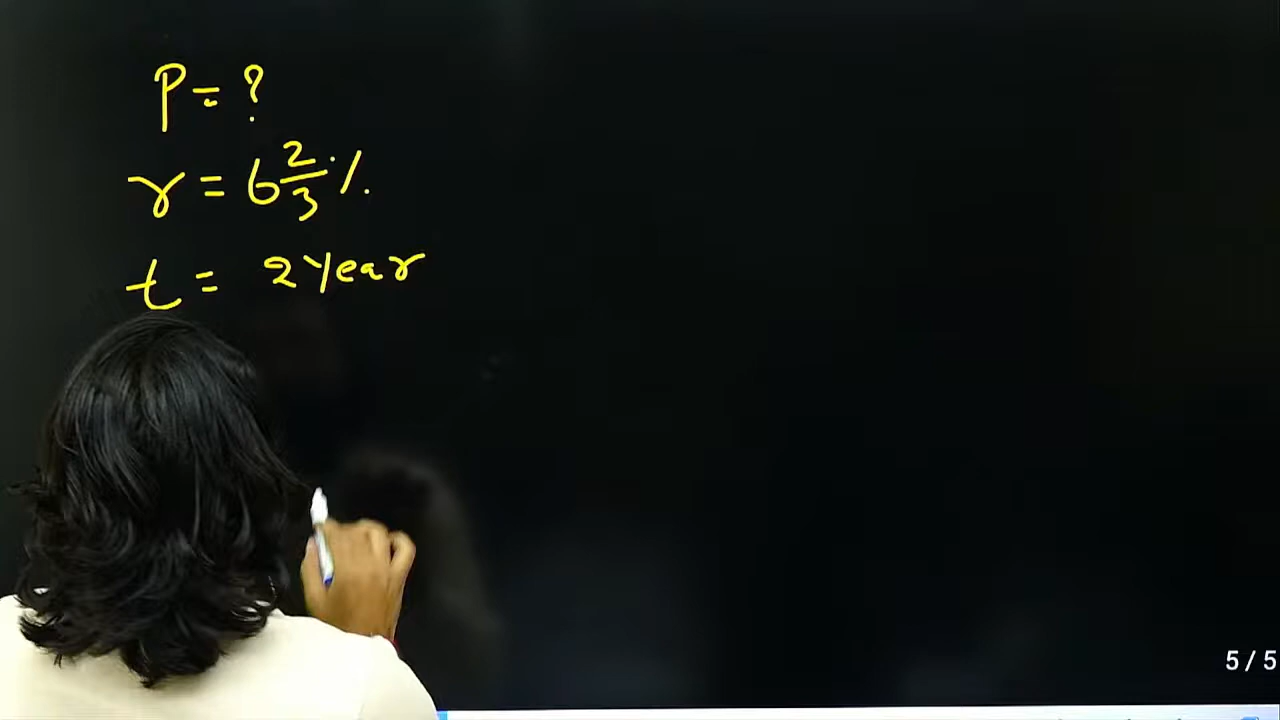 P = ?
r = 6 2/3 %
t = 2 year
5 / 5